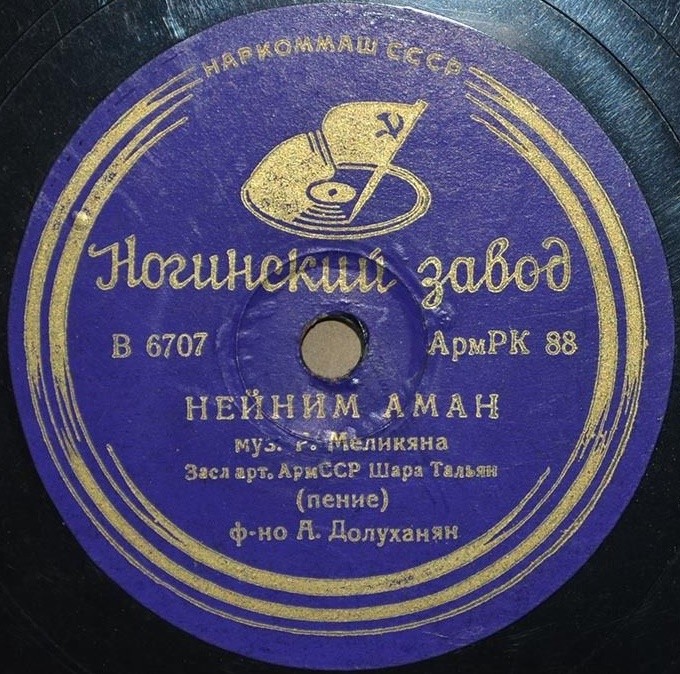 НАРКОММАШ СССР
Ногинский завод
В 6707
АрмРК 88
НЕЙНИМ АМАН
муз. Р. Меликяна
Засл арт. АрмССР Шара Тальян
(пение)
ф-но А. Долуханян